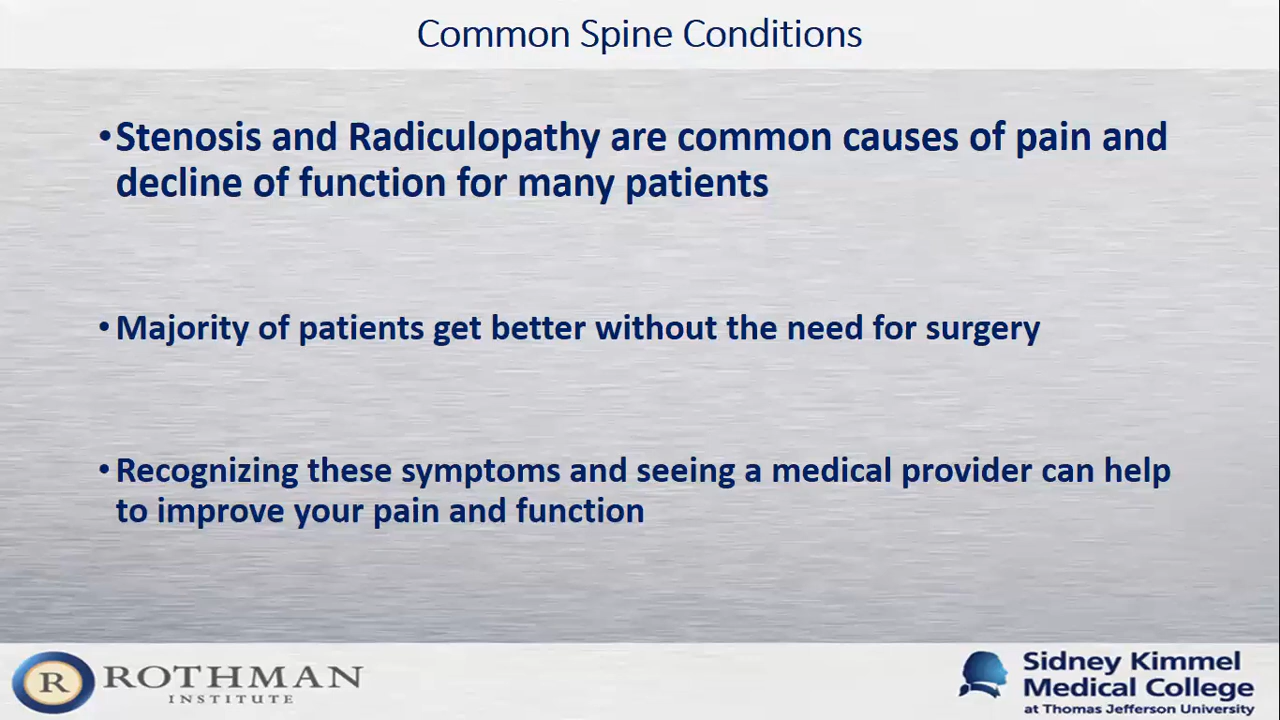 Common Spine Conditions
•Stenosis and Radiculopathy are common causes of pain and
decline of function for many patients
•Majority of patients get better without the need for surgery
•Recognizing these symptoms and seeing a medical provider can help
to improve your pain and function
R ROTHMAN
INSTITUTE
Sidney Kimmel
Medical College
at Thomas Jefferson University